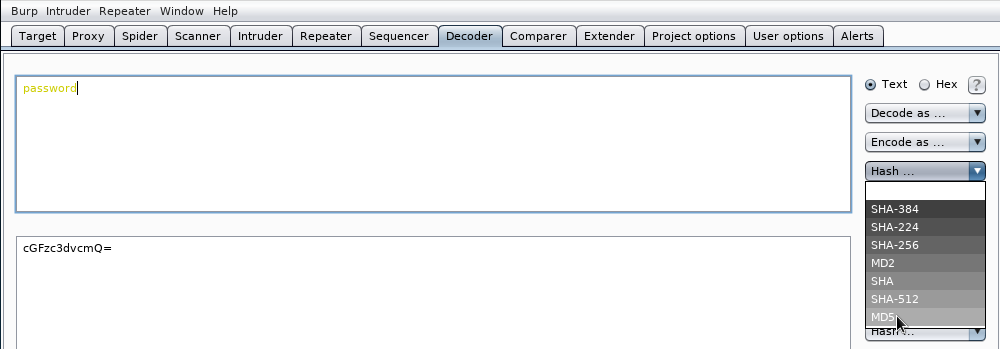 Burp Intruder Repeater Window Help
Target Proxy Spider Scanner Intruder Repeater Sequencer Decoder Comparer Extender Project options User options Alerts
password
Text Hex ?
Decode as ...
Encode as ...
Hash ...
SHA-384
SHA-224
SHA-256
MD2
SHA
SHA-512
MD5
Hash ...
cGFzc3dvcmQ=